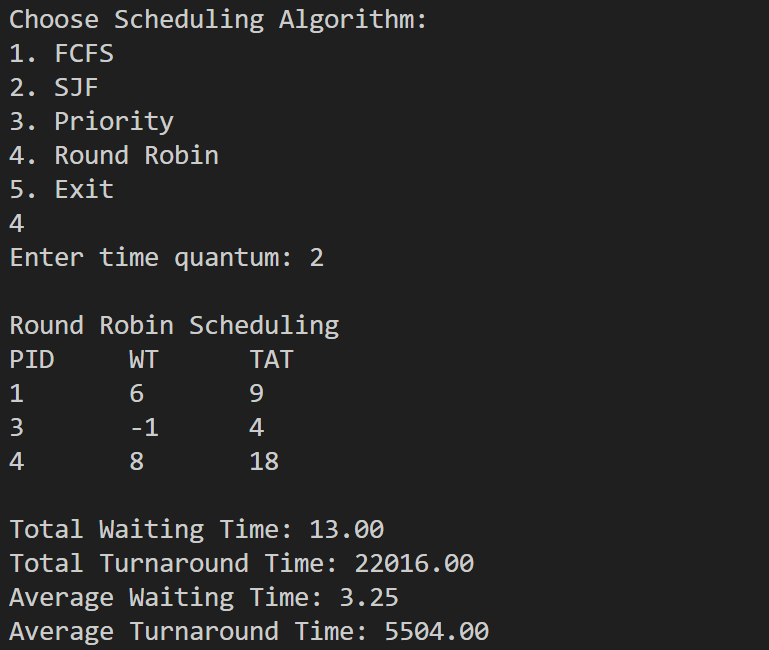 Choose Scheduling Algorithm:
1. FCFS
2. SJF
3. Priority
4. Round Robin
5. Exit
4
Enter time quantum: 2
Round Robin Scheduling
PID WT TAT
1 6 9
3 -1 4
4 8 18
Total Waiting Time: 13.00
Total Turnaround Time: 22016.00
Average Waiting Time: 3.25
Average Turnaround Time: 5504.00